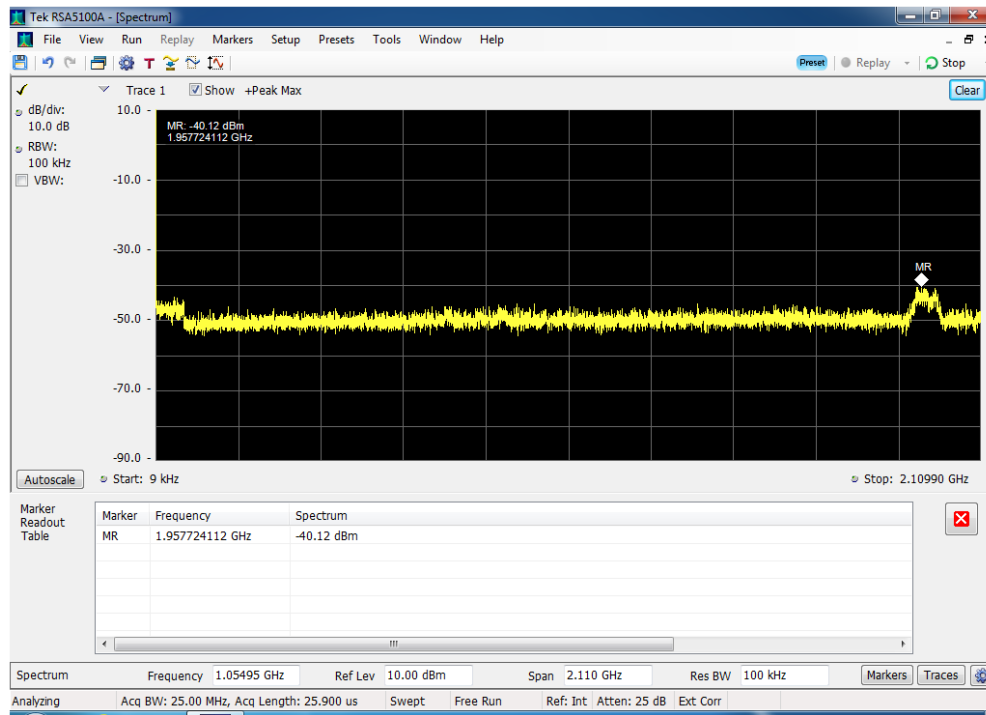 Tek RSA5100A - [Spectrum]
File View Run Replay Markers Setup Presets Tools Window Help
T Preset Replay Stop
Trace 1 Show +Peak Max Clear
dB/div:
10.0 dB
RBW:
100 kHz
VBW:
10.0
-10.0
-30.0
-50.0
-70.0
-90.0
MR: -40.12 dBm
1.957724112 GHz
MR
Autoscale Start: 9 kHz Stop: 2.10990 GHz
Marker
Readout
Table
Marker Frequency Spectrum
MR 1.957724112 GHz -40.12 dBm
Spectrum Frequency 1.05495 GHz Ref Lev 10.00 dBm Span 2.110 GHz Res BW 100 kHz Markers Traces
Analyzing Acq BW: 25.00 MHz, Acq Length: 25.900 us Swept Free Run Ref: Int Atten: 25 dB Ext Corr